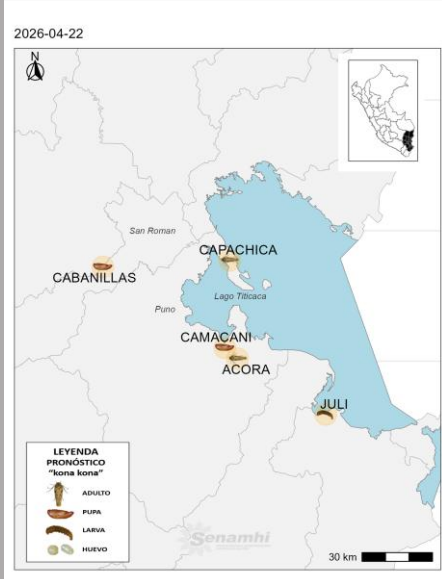 2026-04-22
N
San Roman
CAPACHICA
CABANILLAS
Lago Titicaca
Puno
CAMACANI
ACORA
JULI
LEYENDA
PRONÓSTICO
"kona kona"
ADULTO
PUPA
LARVA
HUEVO
Senamhi
30 km